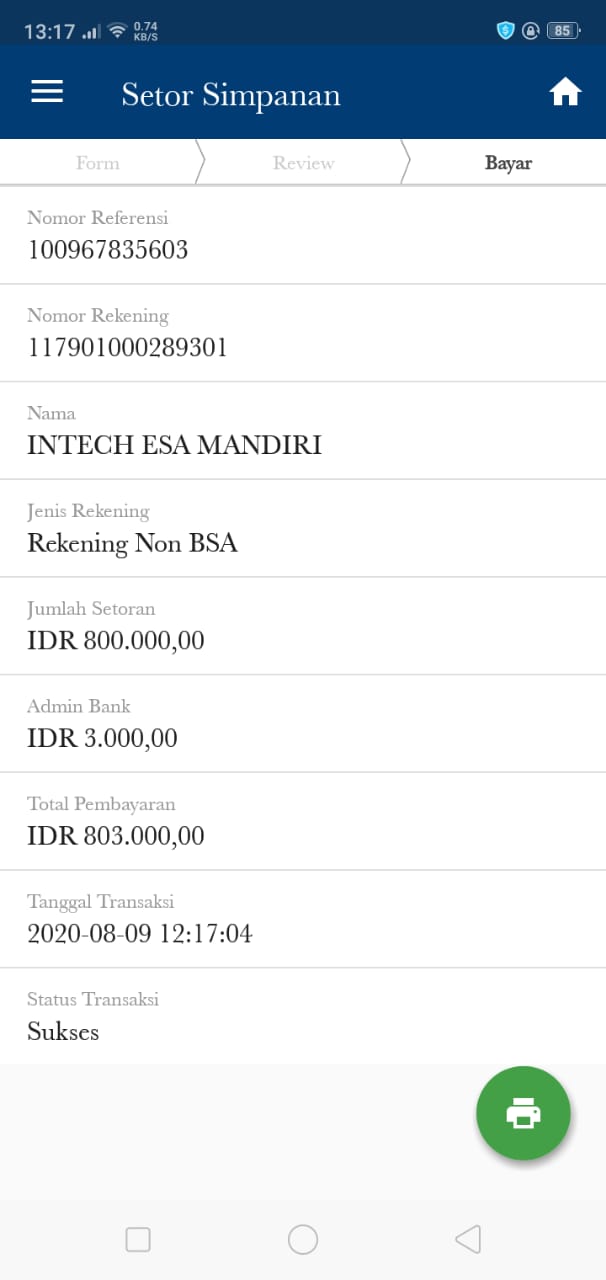 13:17 0.74 KB/S 85
Setor Simpanan
Form Review Bayar
Nomor Referensi
100967835603
Nomor Rekening
117901000289301
Nama
INTECH ESA MANDIRI
Jenis Rekening
Rekening Non BSA
Jumlah Setoran
IDR 800.000,00
Admin Bank
IDR 3.000,00
Total Pembayaran
IDR 803.000,00
Tanggal Transaksi
2020-08-09 12:17:04
Status Transaksi
Sukses